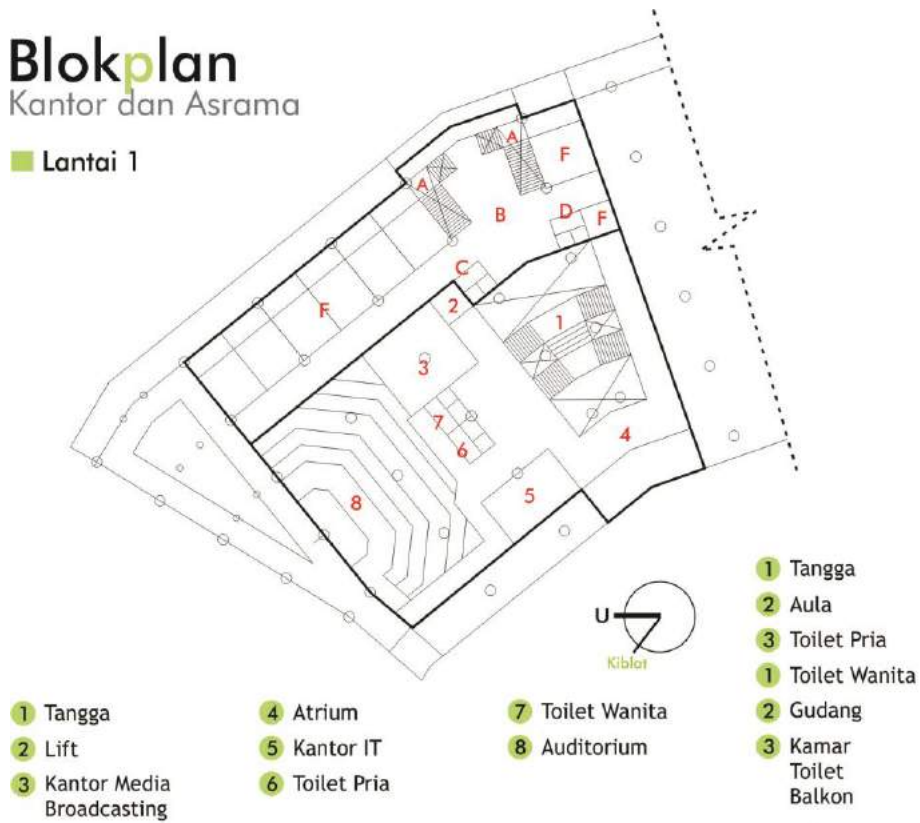 Blokplan
Kantor dan Asrama
Lantai 1
A
A
F
B
D
F
C
F
2
1
3
7
6
4
8
5
U
Kiblat
1 Tangga
2 Lift
3 Kantor Media
Broadcasting
4 Atrium
5 Kantor IT
6 Toilet Pria
7 Toilet Wanita
8 Auditorium
1 Tangga
2 Aula
3 Toilet Pria
1 Toilet Wanita
2 Gudang
3 Kamar
Toilet
Balkon